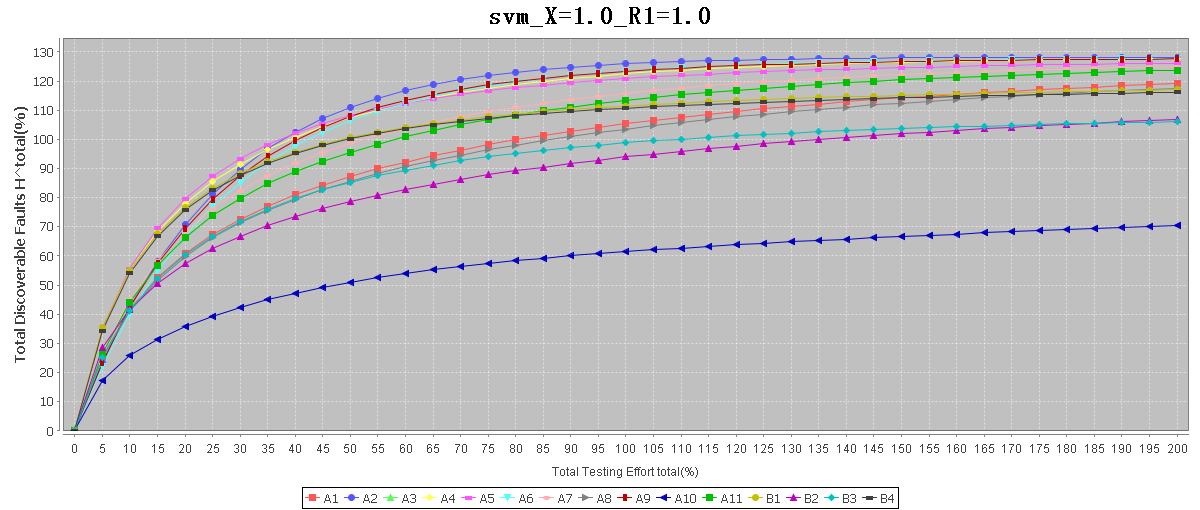 svm_X=1.0_R1=1.0
Total Discoverable Faults H^total(%)
130
120
110
100
90
80
70
60
50
40
30
20
10
0
0 5 10 15 20 25 30 35 40 45 50 55 60 65 70 75 80 85 90 95 100 105 110 115 120 125 130 135 140 145 150 155 160 165 170 175 180 185 190 195 200
Total Testing Effort total(%)
A1 A2 A3 A4 A5 A6 A7 A8 A9 A10 A11 B1 B2 B3 B4